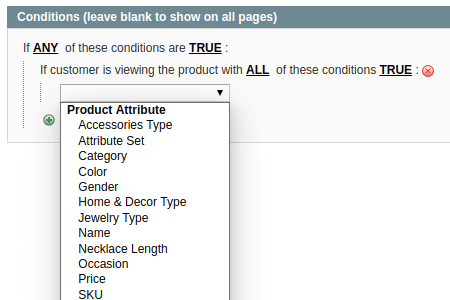 Conditions (leave blank to show on all pages)
If ANY of these conditions are TRUE :
If customer is viewing the product with ALL of these conditions TRUE :
Product Attribute
Accessories Type
Attribute Set
Category
Color
Gender
Home & Decor Type
Jewelry Type
Name
Necklace Length
Occasion
Price
SKU